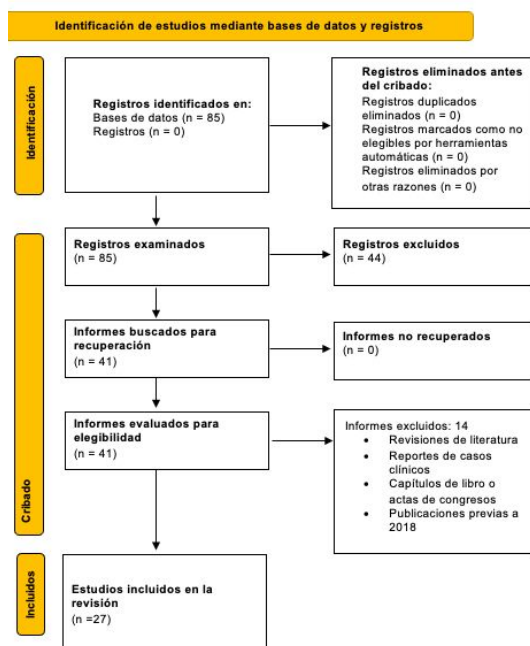 Identificación de estudios mediante bases de datos y registros
Identificación
Registros identificados en:
Bases de datos (n = 85)
Registros (n = 0)
Registros eliminados antes
del cribado:
Registros duplicados
eliminados (n = 0)
Registros marcados como no
elegibles por herramientas
automáticas (n = 0)
Registros eliminados por
otras razones (n = 0)
Cribado
Registros examinados
(n = 85)
Registros excluidos
(n = 44)
Informes buscados para
recuperación
(n = 41)
Informes no recuperados
(n = 0)
Informes evaluados para
elegibilidad
(n = 41)
Informes excluidos: 14
• Revisiones de literatura
• Reportes de casos
clínicos
• Capítulos de libro o
actas de congresos
• Publicaciones previas a
2018
Incluidos
Estudios incluidos en la
revisión
(n =27)